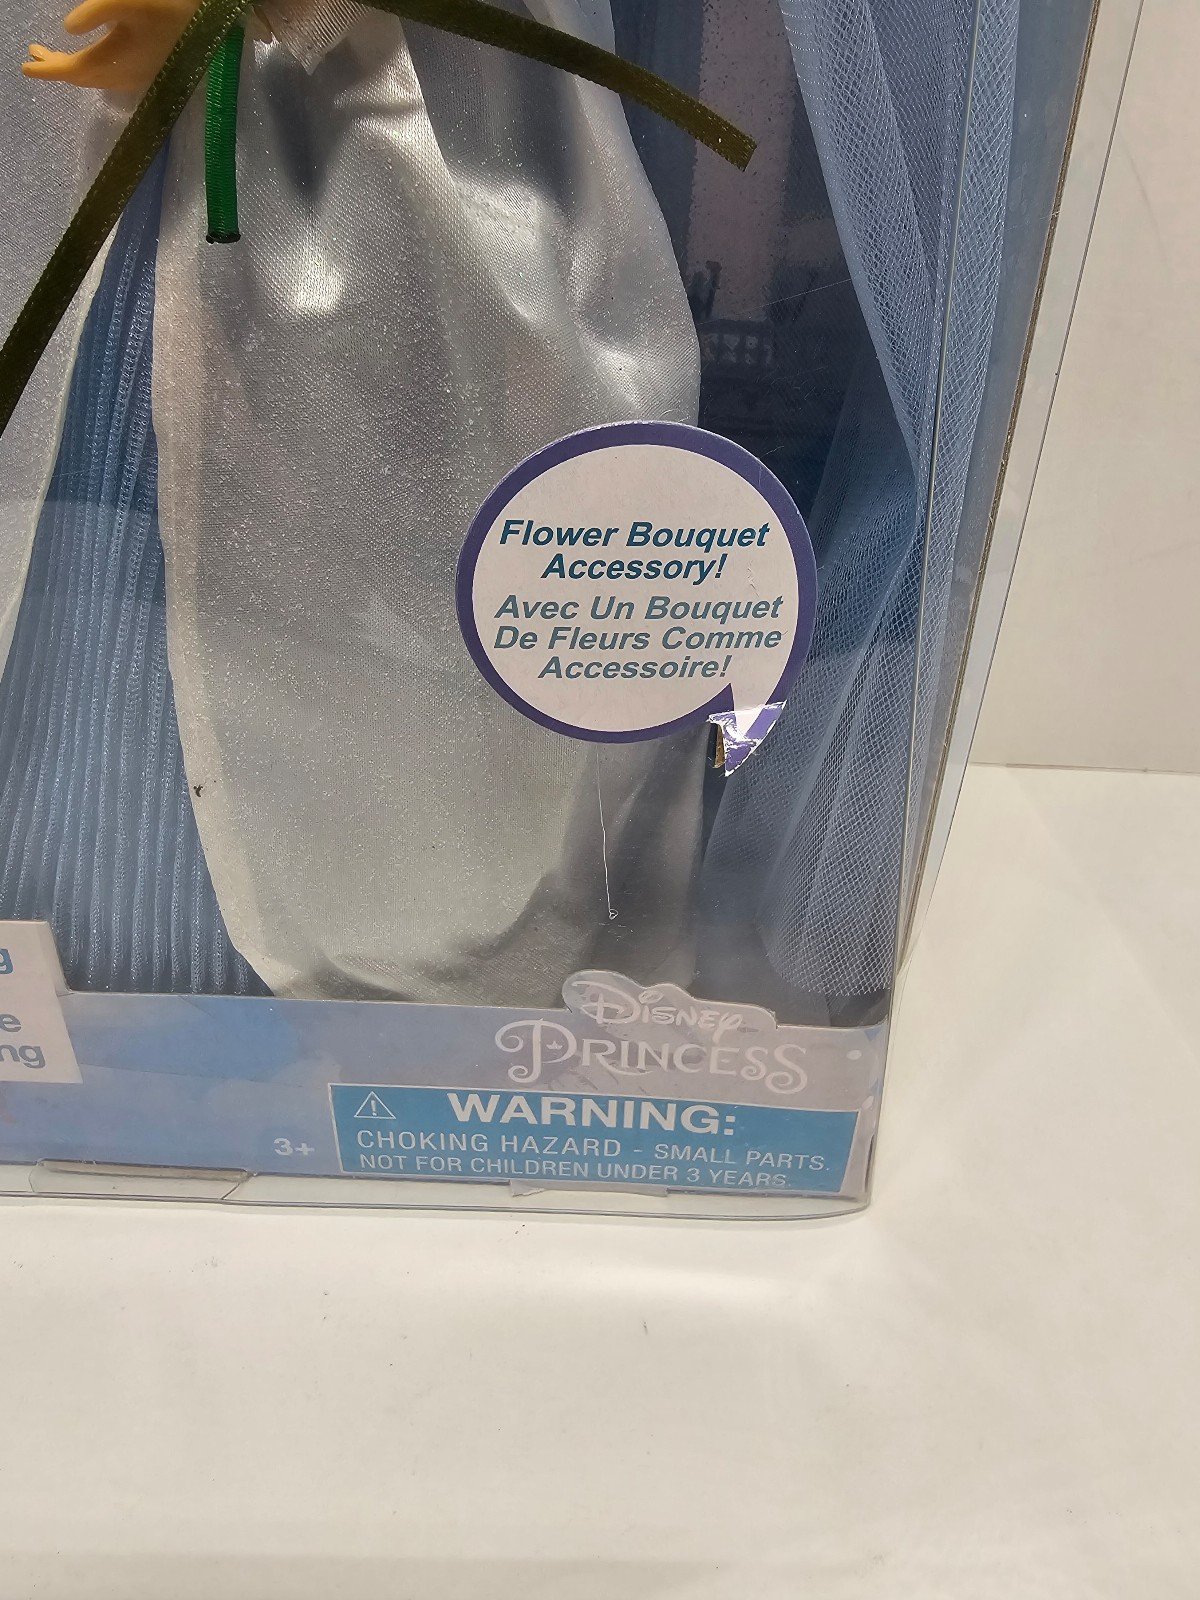 Flower Bouquet
Accessory!
Avec Un Bouquet
De Fleurs Comme
Accessoire!
Disney
PRINCESS
WARNING:
CHOKING HAZARD - SMALL PARTS.
NOT FOR CHILDREN UNDER 3 YEARS.
3+